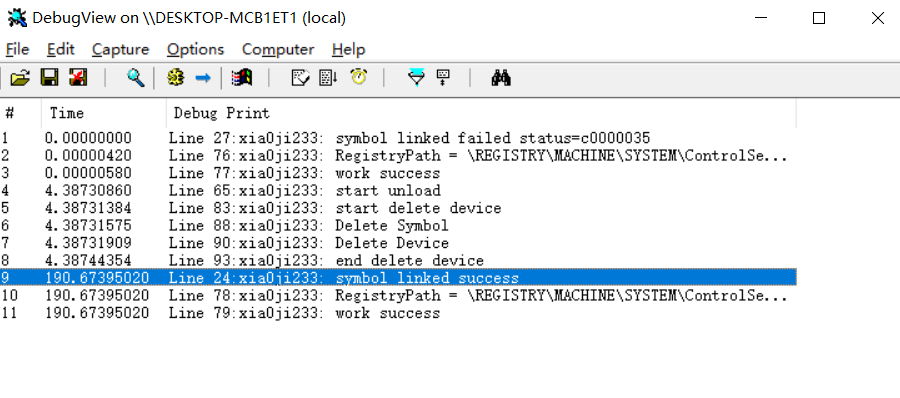 DebugView on \\DESKTOP-MCB1ET1 (local)
File Edit Capture Options Computer Help
# Time Debug Print
1 0.00000000 Line 27:xia0ji233: symbol linked failed status=c0000035
2 0.00000420 Line 76:xia0ji233: RegistryPath = \REGISTRY\MACHINE\SYSTEM\ControlSe...
3 0.00000580 Line 77:xia0ji233: work success
4 4.38730860 Line 65:xia0ji233: start unload
5 4.38731384 Line 83:xia0ji233: start delete device
6 4.38731575 Line 88:xia0ji233: Delete Symbol
7 4.38731909 Line 90:xia0ji233: Delete Device
8 4.38744354 Line 93:xia0ji233: end delete device
9 190.67395020 Line 24:xia0ji233: symbol linked success
10 190.67395020 Line 78:xia0ji233: RegistryPath = \REGISTRY\MACHINE\SYSTEM\ControlSe...
11 190.67395020 Line 79:xia0ji233: work success